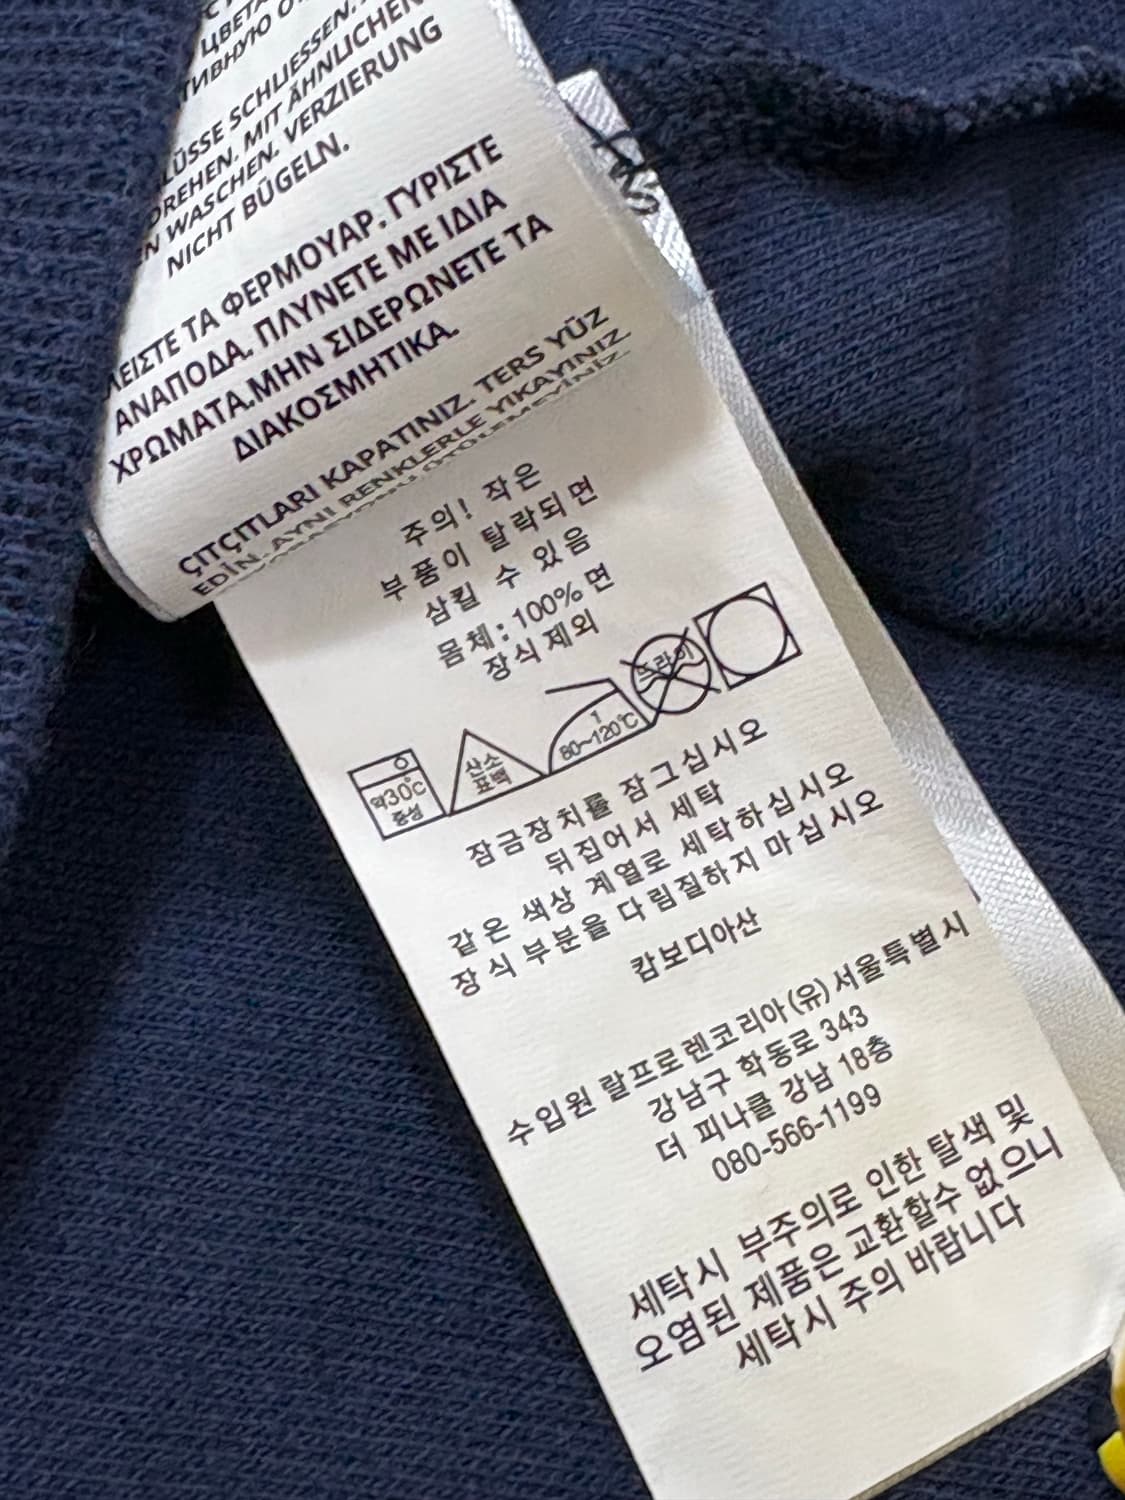 ЦВЕТА
ТИВНУЮ О
SCHLIESSEN.
DREHEN. MIT ÄHNLICHEN
WASCHEN. VERZIERUNG
NICHT BÜGELN.
ΛΕΙΣΤΕ ΤΑ ΦΕΡΜΟΥΑΡ. ΓΥΡΙΣΤΕ
ΑΝΑΠΟΔΑ. ΠΛΥΝΕΤΕ ΜΕ ΙΔΙΑ
ΧΡΩΜΑΤΑ.ΜΗΝ ΣΙΔΕΡΩΝΕΤΕ ΤΑ
ΔΙΑΚΟΣΜΗΤΙΚΑ.
ÇITÇITLARI KAPATINIZ. TERS YÜZ
EDİN. AYNI RENKLERLE YIKAYINIZ.
주의! 작은
부품이 탈락되면
삼킬 수 있음
몸체: 100% 면
장식제외
약30℃
중성
산소
표백
1
80~120℃
드라이
잠금장치를 잠그십시오
뒤집어서 세탁
같은 색상 계열로 세탁하십시오
장식 부분을 다림질하지 마십시오
캄보디아산
수입원 랄프로렌코리아(유) 서울특별시
강남구 학동로 343
더 피나클 강남 18층
080-566-1199
세탁시 부주의로 인한 탈색 및
오염된 제품은 교환할수 없으니
세탁시 주의 바랍니다